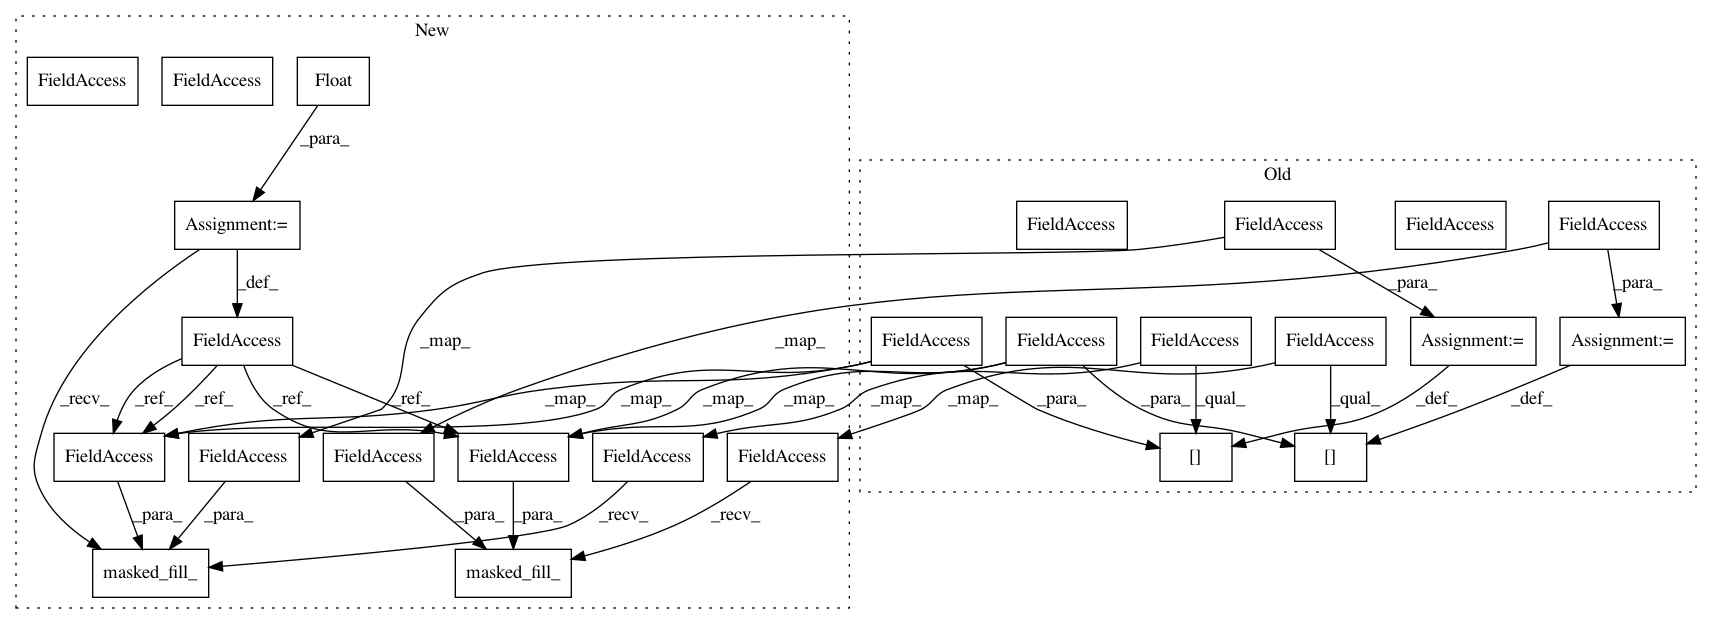 New
FieldAccess FieldAccess Float
_para_
Old
Assignment:= FieldAccess FieldAccess FieldAccess FieldAccess
_def_ _para_ _para_
FieldAccess FieldAccess FieldAccess FieldAccess FieldAccess Assignment:= Assignment:=
_map_ _map_
_recv_ _ref_ _ref_ _ref_ _ref_ _map_ _map_ _map_ _map_ _map_ _map_ _para_ _para_ _qual_ _qual_ _def_ _def_
FieldAccess FieldAccess FieldAccess FieldAccess FieldAccess FieldAccess [] []
_para_ _para_ _para_ _para_ _recv_ _recv_
masked_fill_ masked_fill_